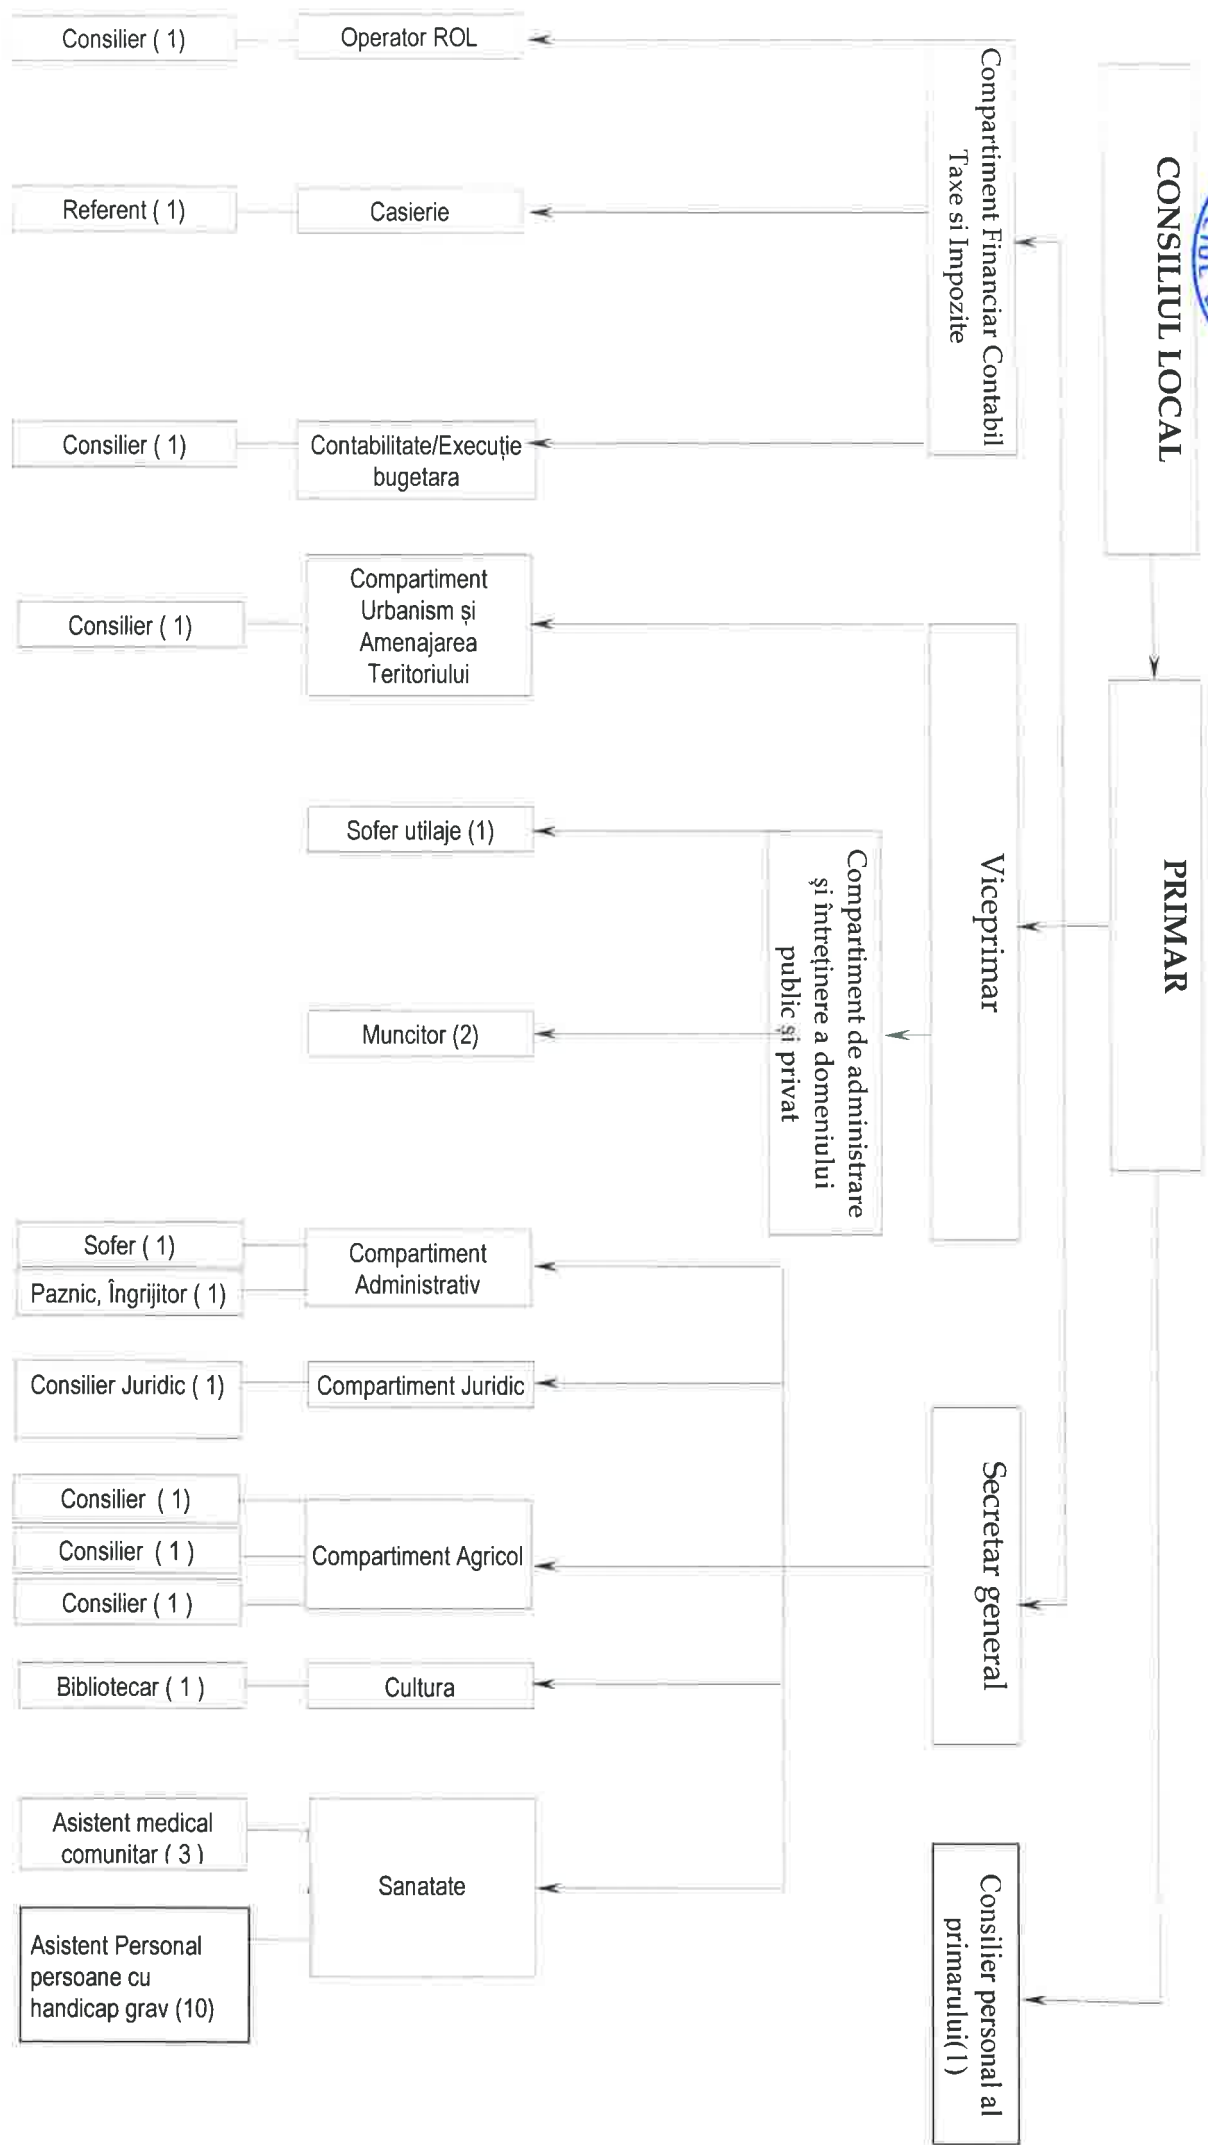 CONSILIUL LOCAL
PRIMAR
Compartiment Financiar Contabil
Taxe si Impozite
Viceprimar
Secretar general
Consilier personal al
primarului(1)
Compartiment de administrare
și întreținere a domeniului
public și privat
Operator ROL
Consilier ( 1)
Casierie
Referent ( 1)
Contabilitate/Execuție
bugetara
Consilier ( 1)
Compartiment
Urbanism și
Amenajarea
Teritoriului
Consilier ( 1)
Sofer utilaje (1)
Muncitor (2)
Compartiment
Administrativ
Sofer ( 1)
Paznic, Îngrijitor ( 1)
Compartiment Juridic
Consilier Juridic ( 1)
Compartiment Agricol
Consilier ( 1)
Consilier ( 1 )
Consilier ( 1 )
Cultura
Bibliotecar ( 1 )
Sanatate
Asistent medical
comunitar ( 3 )
Asistent Personal
persoane cu
handicap grav (10)